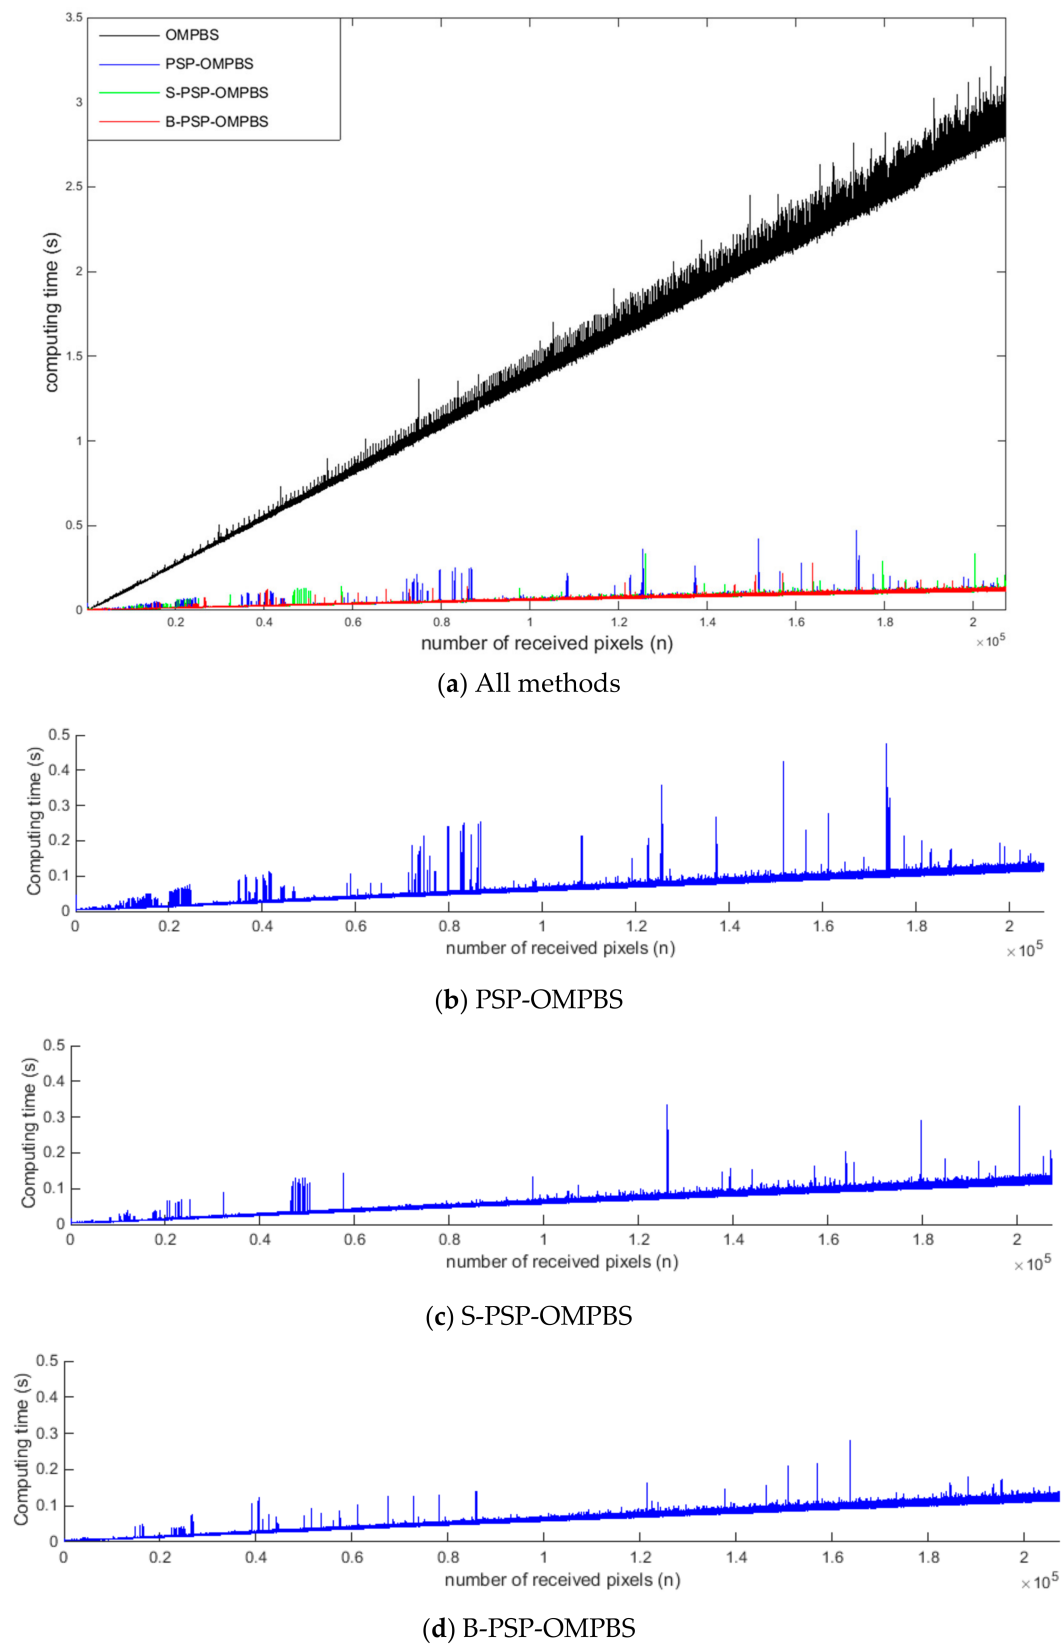 3.5
3
2.5
2
1.5
1
0.5
0
computing time (s)
OMPBS
PSP-OMPBS
S-PSP-OMPBS
B-PSP-OMPBS
0.2 0.4 0.6 0.8 1 1.2 1.4 1.6 1.8 2
×10⁵
number of received pixels (n)
(a) All methods
0.5
0.4
0.3
0.2
0.1
0
Computing time (s)
0 0.2 0.4 0.6 0.8 1 1.2 1.4 1.6 1.8 2
×10⁵
number of received pixels (n)
(b) PSP-OMPBS
0.5
0.4
0.3
0.2
0.1
0
Computing time (s)
0 0.2 0.4 0.6 0.8 1 1.2 1.4 1.6 1.8 2
×10⁵
number of received pixels (n)
(c) S-PSP-OMPBS
0.5
0.4
0.3
0.2
0.1
0
Computing time (s)
0 0.2 0.4 0.6 0.8 1 1.2 1.4 1.6 1.8 2
×10⁵
number of received pixels (n)
(d) B-PSP-OMPBS